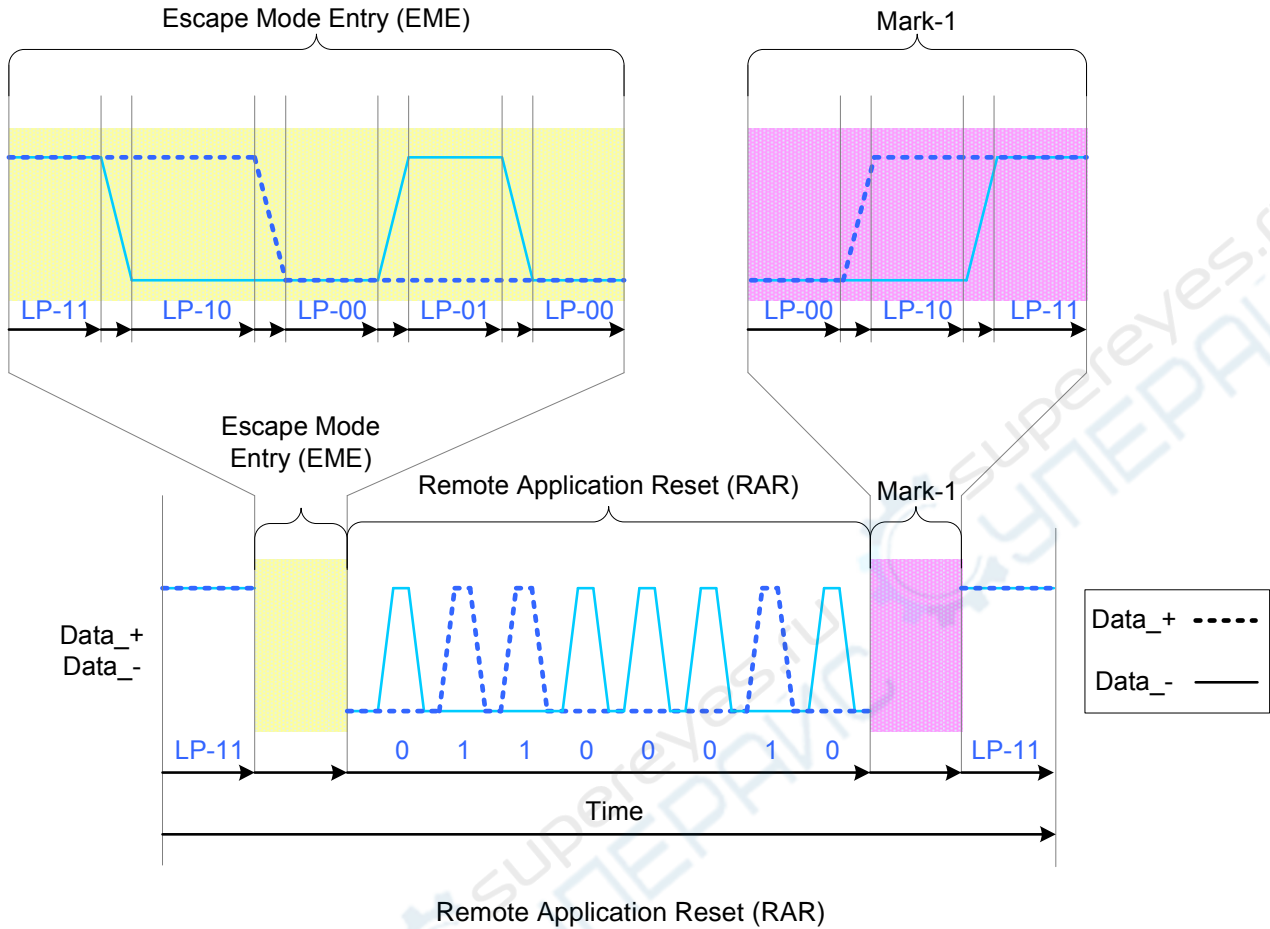 Escape Mode Entry (EME)
Mark-1
LP-11 LP-10 LP-00 LP-01 LP-00
LP-00 LP-10 LP-11
Escape Mode
Entry (EME)
Remote Application Reset (RAR)
Mark-1
Data_+
Data_-
LP-11 0 1 1 0 0 0 1 0 LP-11
Time
Data_+
Data_-
Remote Application Reset (RAR)
supereyes.ru